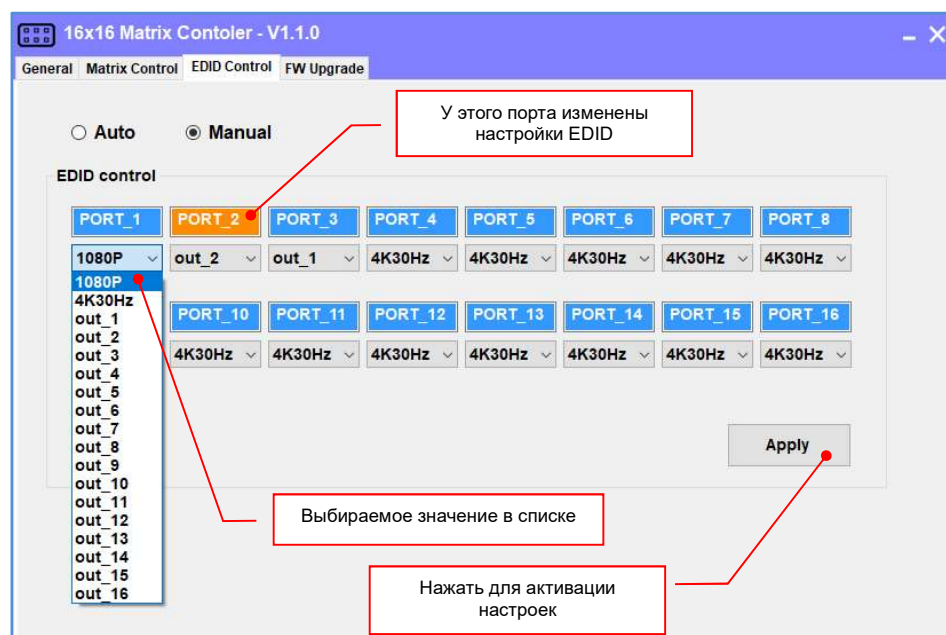 16x16 Matrix Contoler - V1.1.0
General Matrix Control EDID Control FW Upgrade
У этого порта изменены
настройки EDID
Auto Manual
EDID control
PORT_1 PORT_2 PORT_3 PORT_4 PORT_5 PORT_6 PORT_7 PORT_8
1080P out_2 out_1 4K30Hz 4K30Hz 4K30Hz 4K30Hz 4K30Hz
1080P
4K30Hz
out_1
out_2
out_3
out_4
out_5
out_6
out_7
out_8
out_9
out_10
out_11
out_12
out_13
out_14
out_15
out_16
PORT_10 PORT_11 PORT_12 PORT_13 PORT_14 PORT_15 PORT_16
4K30Hz 4K30Hz 4K30Hz 4K30Hz 4K30Hz 4K30Hz 4K30Hz
Apply
Выбираемое значение в списке
Нажать для активации
настроек